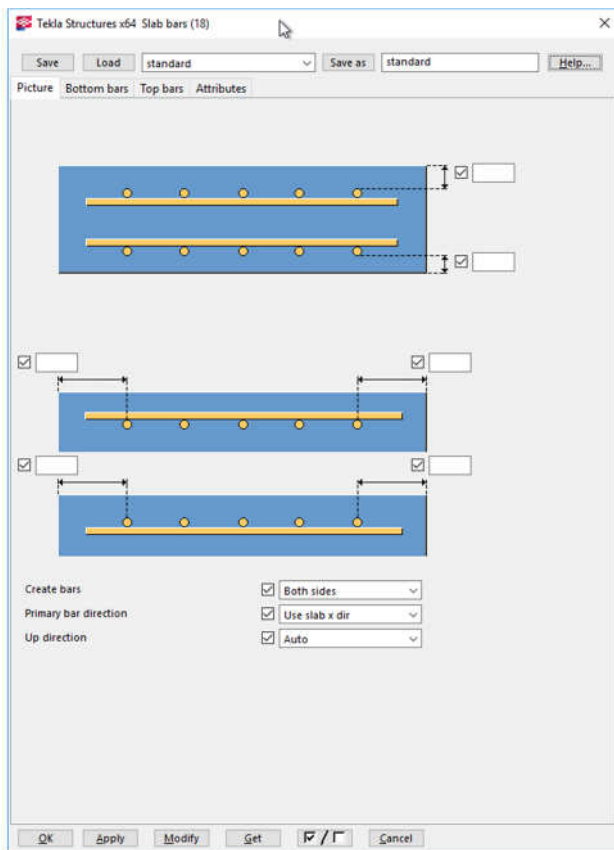 Tekla Structures x64 Slab bars (18)
Save Load standard Save as standard Help...
Picture Bottom bars Top bars Attributes
Create bars Both sides
Primary bar direction Use slab x dir
Up direction Auto
OK Apply Modify Get / Cancel